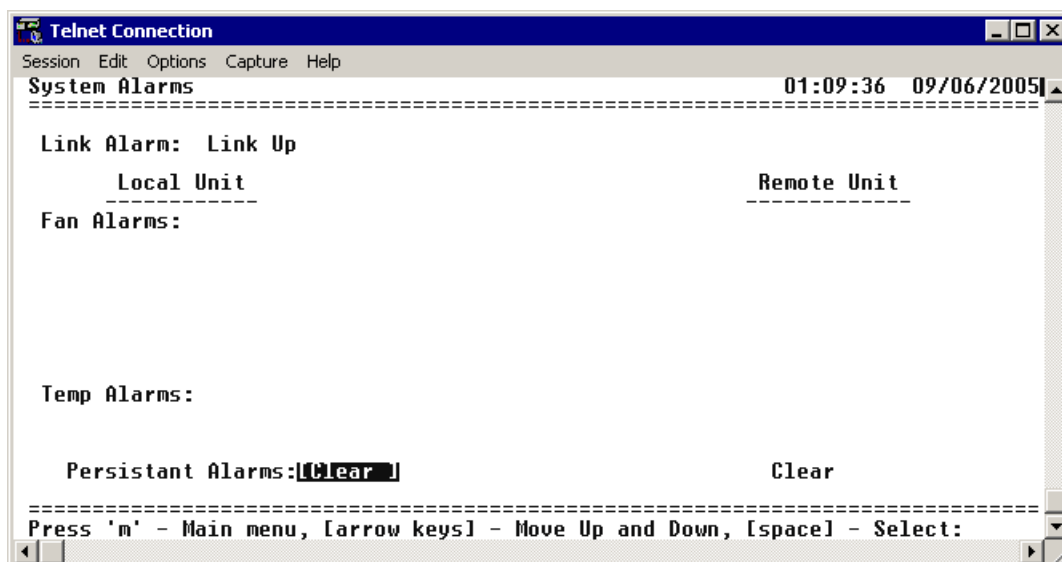 Telnet Connection
Session Edit Options Capture Help
System Alarms 01:09:36 09/06/2005
Link Alarm: Link Up
Local Unit Remote Unit
Fan Alarms:
Temp Alarms:
Persistant Alarms:[Clear ] Clear
Press 'm' - Main menu, [arrow keys] - Move Up and Down, [space] - Select: